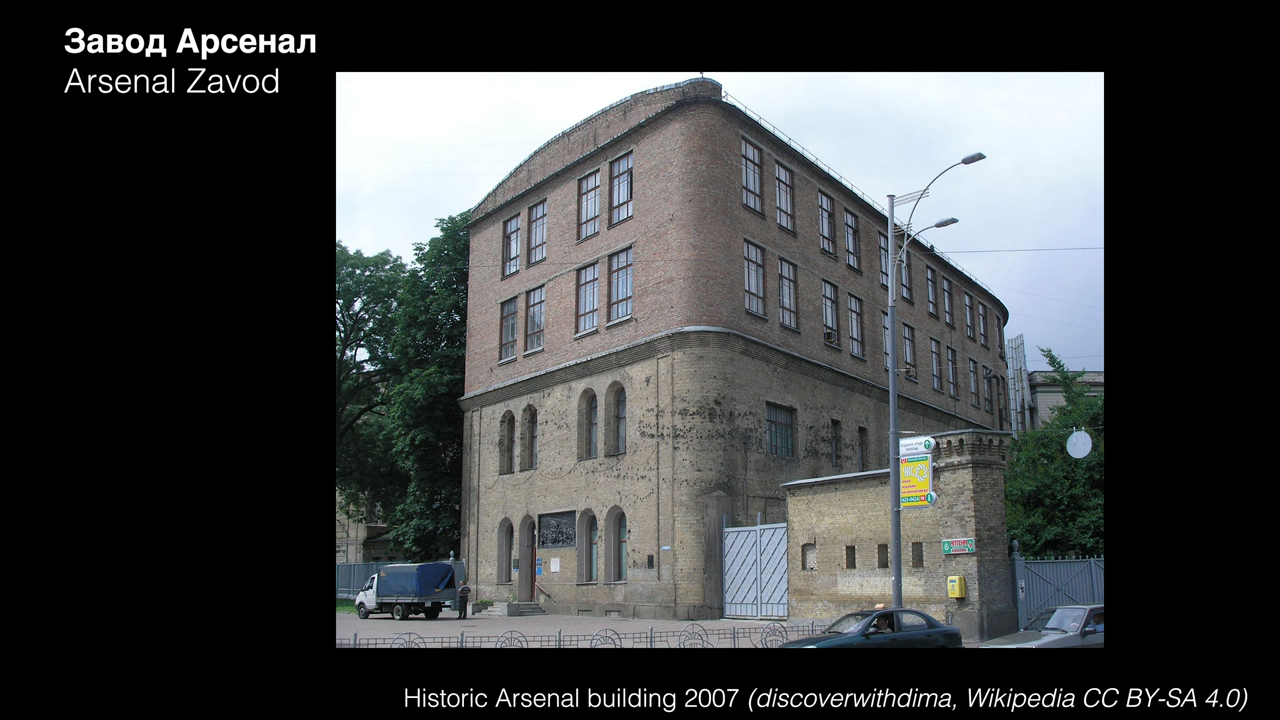 Завод Арсенал
Arsenal Zavod
Historic Arsenal building 2007 (discoverwithdima, Wikipedia CC BY-SA 4.0)